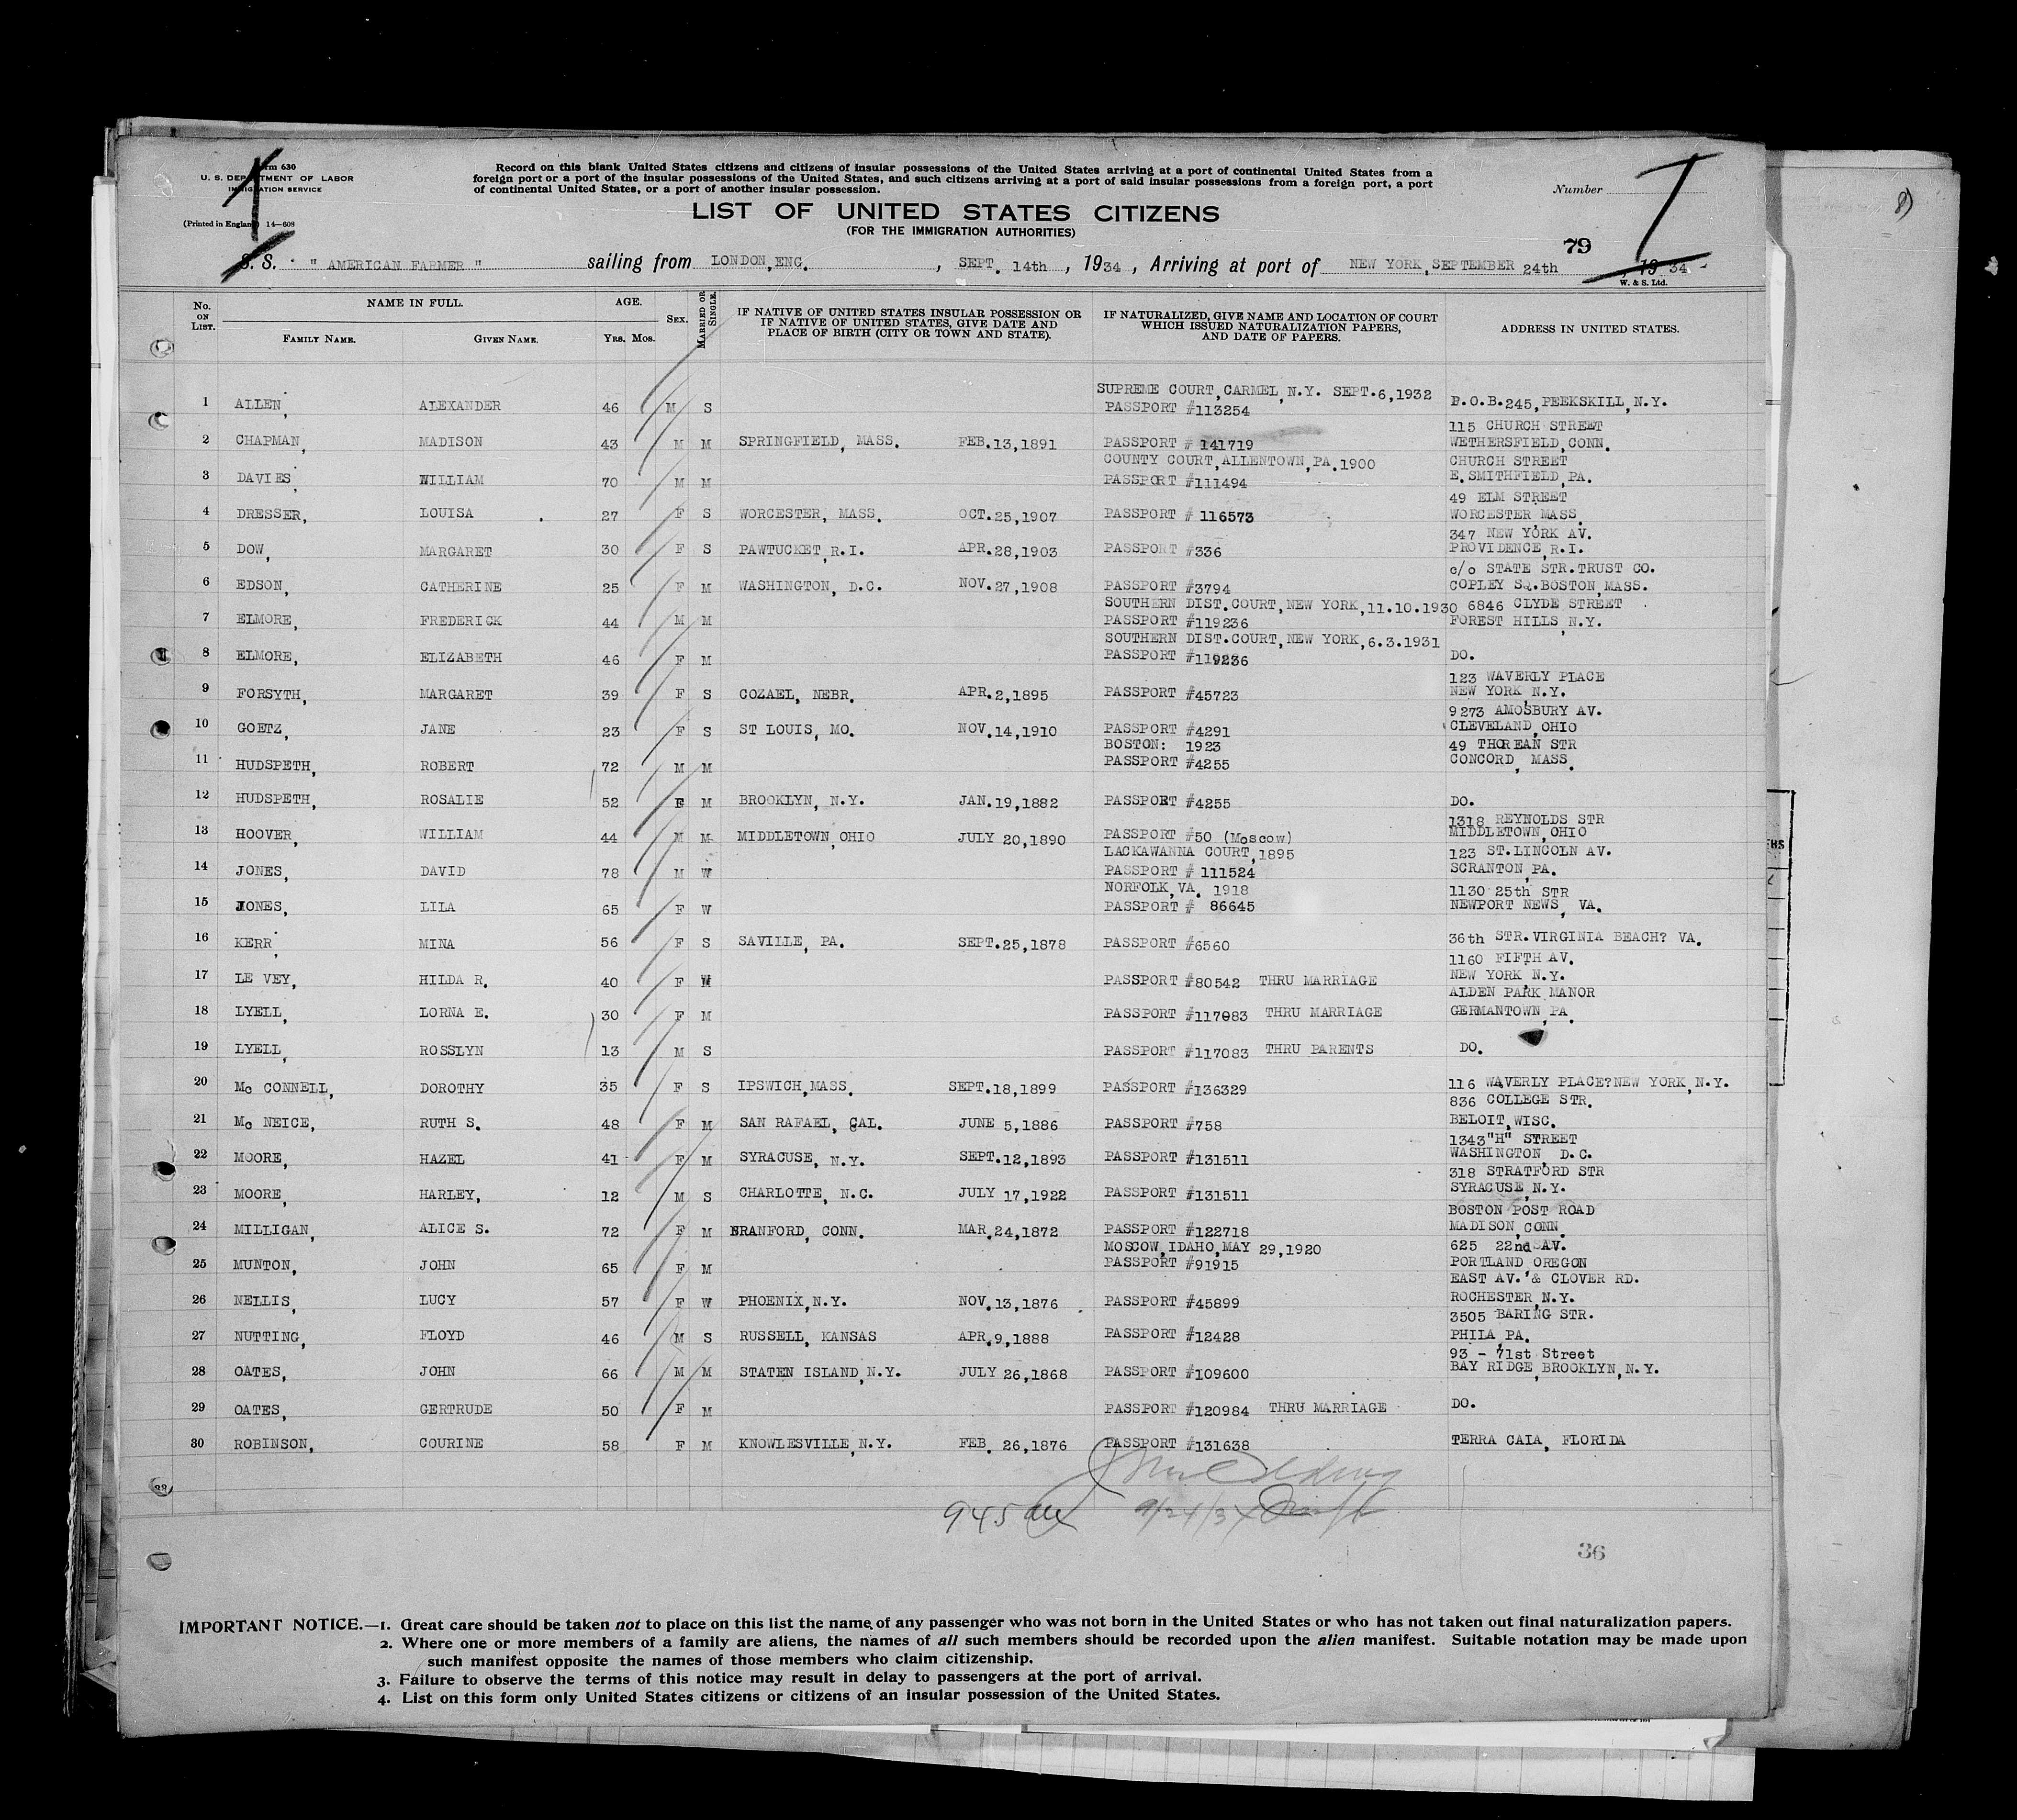 Form 630
U. S. DEPARTMENT OF LABOR
IMMIGRATION SERVICE
(Printed in England) 14—608
Record on this blank United States citizens and citizens of insular possessions of the United States arriving at a port of continental United States from a
foreign port or a port of the insular possessions of the United States, and such citizens arriving at a port of said insular possessions from a foreign port, a port
of continental United States, or a port of another insular possession.
Number
LIST OF UNITED STATES CITIZENS
(FOR THE IMMIGRATION AUTHORITIES)
79
S. S. " AMERICAN FARMER " sailing from LONDON,ENG. , SEPT. 14th , 1934 , Arriving at port of NEW YORK,SEPTEMBER 24th , 19 34
W. & S. Ltd.
No. ON LIST. NAME IN FULL. AGE. SEX. MARRIED OR SINGLE. IF NATIVE OF UNITED STATES INSULAR POSSESSION OR IF NATIVE OF UNITED STATES, GIVE DATE AND PLACE OF BIRTH (CITY OR TOWN AND STATE). IF NATURALIZED, GIVE NAME AND LOCATION OF COURT WHICH ISSUED NATURALIZATION PAPERS, AND DATE OF PAPERS. ADDRESS IN UNITED STATES.
FAMILY NAME. GIVEN NAME. YRS. MOS.
SUPREME COURT,CARMEL,N.Y. SEPT.6,1932
1 ALLEN, ALEXANDER 46 M S PASSPORT #113254 P.O.B.245,PEEKSKILL,N.Y.
115 CHURCH STREET
2 CHAPMAN, MADISON 43 M M SPRINGFIELD, MASS. FEB.13,1891 PASSPORT # 141719 WETHERSFIELD,CONN.
COUNTY COURT,ALLENTOWN,PA.1900 CHURCH STREET
3 DAVIES, WILLIAM 70 M M PASSPORT #111494 E.SMITHFIELD,PA.
49 ELM STREET
4 DRESSER, LOUISA 27 F S WORCESTER, MASS. OCT.25,1907 PASSPORT # 116573 WORCESTER,MASS.
347 NEW YORK AV.
5 DOW, MARGARET 30 F S PAWTUCKET,R.I. APR.28,1903 PASSPORT #336 PROVIDENCE,R.I.
c/o STATE STR.TRUST CO.
6 EDSON, CATHERINE 25 F M WASHINGTON, D.C. NOV.27,1908 PASSPORT #3794 COPLEY SQ.BOSTON,MASS.
SOUTHERN DIST.COURT,NEW YORK,11.10.1930 6846 CLYDE STREET
7 ELMORE, FREDERICK 44 M M PASSPORT #119236 FOREST HILLS,N.Y.
SOUTHERN DIST.COURT,NEW YORK,6.3.1931
8 ELMORE, ELIZABETH 46 F M PASSPORT #119236 DO.
123 WAVERLY PLACE
9 FORSYTH, MARGARET 39 F S COZAEL, NEBR. APR.2,1895 PASSPORT #45723 NEW YORK,N.Y.
9273 AMOSBURY AV.
10 GOETZ, JANE 23 F S ST LOUIS, MO. NOV.14,1910 PASSPORT #4291 CLEVELAND,OHIO
BOSTON: 1923 49 THOREAN STR
11 HUDSPETH, ROBERT 72 M M PASSPORT #4255 CONCORD, MASS.
12 HUDSPETH, ROSALIE 52 F M BROOKLYN, N.Y. JAN.19,1882 PASSPORT #4255 DO.
1318 REYNOLDS STR
13 HOOVER, WILLIAM 44 M M MIDDLETOWN,OHIO JULY 20,1890 PASSPORT #50 (Moscow) MIDDLETOWN,OHIO
LACKAWANNA COURT,1895 123 ST.LINCOLN AV.
14 JONES, DAVID 78 M W PASSPORT # 111524 SCRANTON,PA.
NORFOLK,VA. 1918 1130 25th STR
15 JONES, LILA 65 F W PASSPORT # 86645 NEWPORT NEWS, VA.
16 KERR, MINA 56 F S SAVILLE, PA. SEPT.25,1878 PASSPORT #6560 36th STR.VIRGINIA BEACH? VA.
1160 FIFTH AV.
17 LE VEY, HILDA R. 40 F W PASSPORT #80542 THRU MARRIAGE NEW YORK,N.Y.
ALDEN PARK MANOR
18 LYELL, LORNA E. 30 F M PASSPORT #117083 THRU MARRIAGE GERMANTOWN,PA.
19 LYELL, ROSSLYN 13 M S PASSPORT #117083 THRU PARENTS DO.
20 Mc CONNELL, DOROTHY 35 F S IPSWICH,MASS. SEPT.18,1899 PASSPORT #136329 116 WAVERLY PLACE?NEW YORK,N.Y.
836 COLLEGE STR.
21 Mc NEICE, RUTH S. 48 F M SAN RAFAEL, CAL. JUNE 5,1886 PASSPORT #758 BELOIT,WISC.
1343"H" STREET
22 MOORE, HAZEL 41 F M SYRACUSE, N.Y. SEPT.12,1893 PASSPORT #131511 WASHINGTON, D.C.
318 STRATFORD STR
23 MOORE, HARLEY, 12 M S CHARLOTTE, N.C. JULY 17,1922 PASSPORT #131511 SYRACUSE,N.Y.
BOSTON POST ROAD
24 MILLIGAN, ALICE S. 72 F M BRANFORD, CONN. MAR.24,1872 PASSPORT #122718 MADISON,CONN.
MOSCOW,IDAHO,MAY 29,1920 625 22nd AV.
25 MUNTON, JOHN 65 F M PASSPORT #91915 PORTLAND,OREGON
EAST AV. & CLOVER RD.
26 NELLIS, LUCY 57 F W PHOENIX,N.Y. NOV.13,1876 PASSPORT #45899 ROCHESTER,N.Y.
3505 BARING STR.
27 NUTTING, FLOYD 46 M S RUSSELL, KANSAS APR.9,1888 PASSPORT #12428 PHILA,PA.
93 - 71st Street
28 OATES, JOHN 66 M M STATEN ISLAND,N.Y. JULY 26,1868 PASSPORT #109600 BAY RIDGE,BROOKLYN,N.Y.
29 OATES, GERTRUDE 50 F M PASSPORT #120984 THRU MARRIAGE DO.
30 ROBINSON, COURINE 58 F M KNOWLESVILLE,N.Y. FEB. 26,1876 PASSPORT #131638 TERRA CAIA, FLORIDA
945 9/24/34
36
IMPORTANT NOTICE.—1. Great care should be taken not to place on this list the name of any passenger who was not born in the United States or who has not taken out final naturalization papers.
2. Where one or more members of a family are aliens, the names of all such members should be recorded upon the alien manifest. Suitable notation may be made upon
such manifest opposite the names of those members who claim citizenship.
3. Failure to observe the terms of this notice may result in delay to passengers at the port of arrival.
4. List on this form only United States citizens or citizens of an insular possession of the United States.